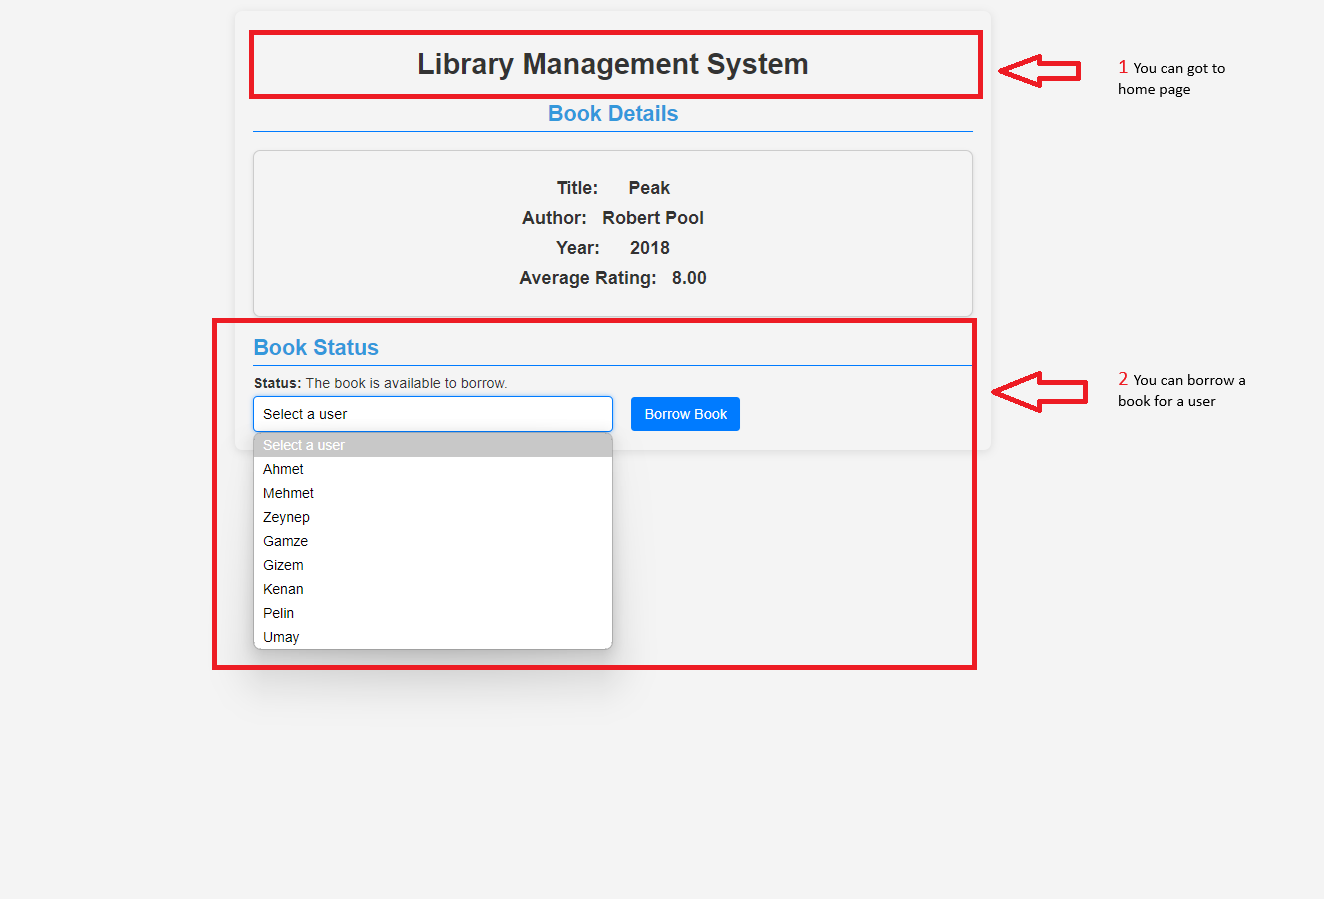 Library Management System
1 You can got to
home page
Book Details
Title: Peak
Author: Robert Pool
Year: 2018
Average Rating: 8.00
Book Status
Status: The book is available to borrow.
2 You can borrow a
book for a user
Select a user
Borrow Book
Select a user
Ahmet
Mehmet
Zeynep
Gamze
Gizem
Kenan
Pelin
Umay